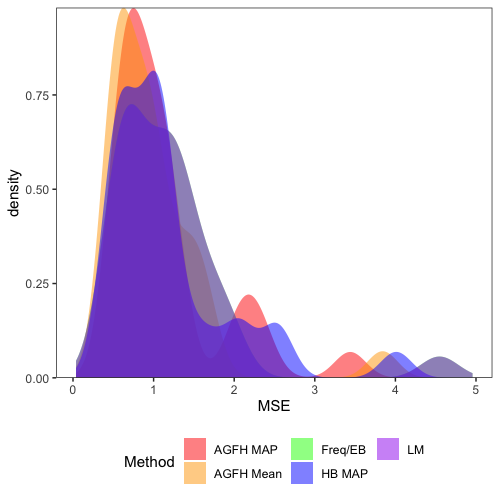 density
0.75
0.50
0.25
0.00
0 1 2 3 4 5
MSE
Method
AGFH MAP Freq/EB LM
AGFH Mean HB MAP